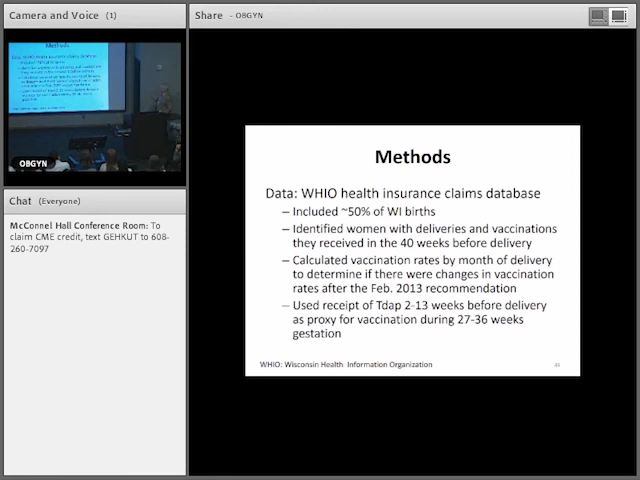 Camera and Voice (1)
Methods
OBGYN
Chat (Everyone)
McConnel Hall Conference Room: To
claim CME credit, text GEHKUT to 608-
260-7097
Share - OBGYN
Methods
Data: WHIO health insurance claims database
– Included ~50% of WI births
– Identified women with deliveries and vaccinations
they received in the 40 weeks before delivery
– Calculated vaccination rates by month of delivery
to determine if there were changes in vaccination
rates after the Feb. 2013 recommendation
– Used receipt of Tdap 2-13 weeks before delivery
as proxy for vaccination during 27-36 weeks
gestation
WHIO: Wisconsin Health Information Organization